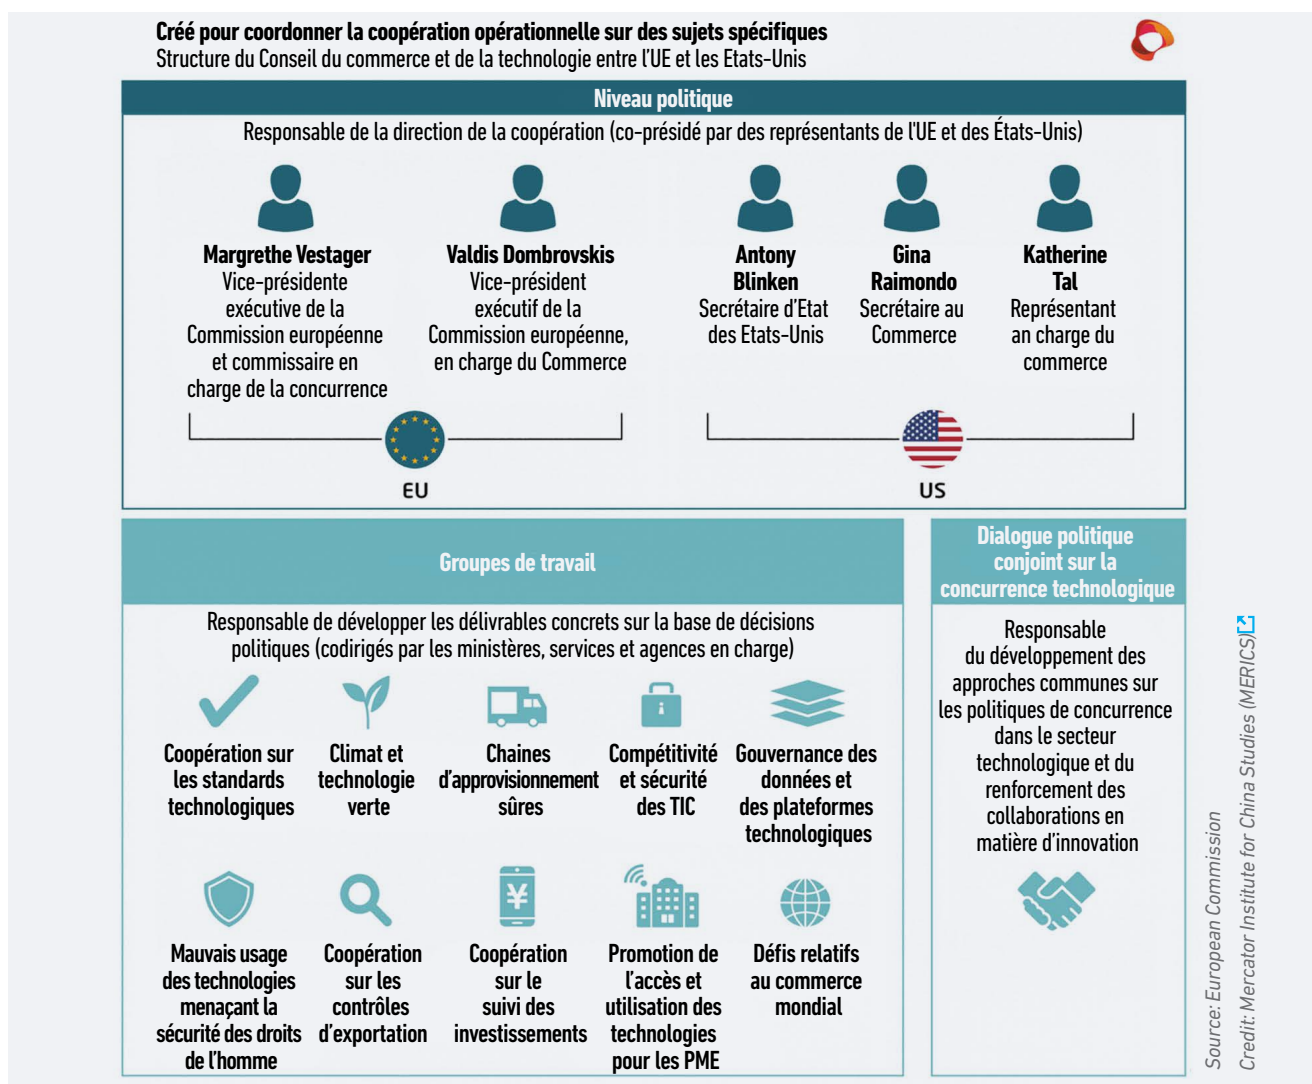 Créé pour coordonner la coopération opérationnelle sur des sujets spécifiques
Structure du Conseil du commerce et de la technologie entre l'UE et les Etats-Unis
Niveau politique
Responsable de la direction de la coopération (co-présidé par des représentants de l'UE et des États-Unis)
Margrethe Vestager
Vice-présidente
exécutive de la
Commission européenne
et commissaire en
charge de la concurrence
Valdis Dombrovskis
Vice-président
exécutif de la
Commission européenne,
en charge du Commerce
EU
Antony
Blinken
Secrétaire d'Etat
des Etats-Unis
Gina
Raimondo
Secrétaire au
Commerce
Katherine
Tal
Représentant
an charge du
commerce
US
Groupes de travail
Responsable de développer les délivrables concrets sur la base de décisions
politiques (codirigés par les ministères, services et agences en charge)
Coopération sur
les standards
technologiques
Climat et
technologie
verte
Chaines
d'approvisionnement
sûres
Compétitivité
et sécurité
des TIC
Gouvernance des
données et
des plateformes
technologiques
Mauvais usage
des technologies
menaçant la
sécurité des droits
de l'homme
Coopération
sur les
contrôles
d'exportation
¥
Coopération
sur le
suivi des
investissements
Promotion de
l'accès et
utilisation des
technologies
pour les PME
Défis relatifs
au commerce
mondial
Dialogue politique
conjoint sur la
concurrence technologique
Responsable
du développement des
approches communes sur
les politiques de concurrence
dans le secteur
technologique et du
renforcement des
collaborations en
matière d'innovation
Source: European Commission
Credit: Mercator Institute for China Studies (MERICS)